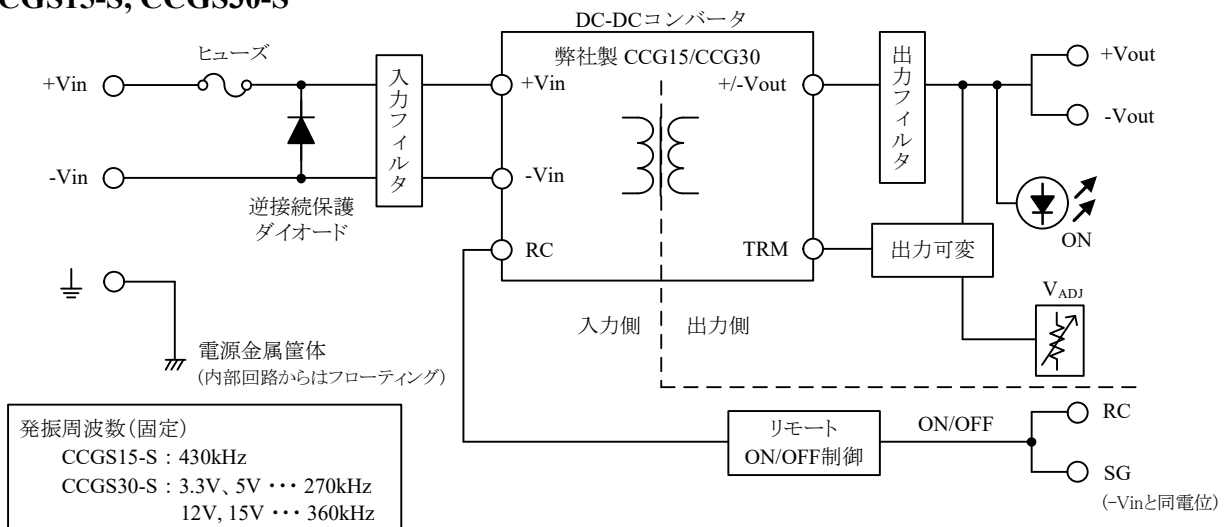 CCGS15-S, CCGS30-S
DC-DCコンバータ
ヒューズ
弊社製 CCG15/CCG30
+Vin
入力フィルタ
+Vin
+/-Vout
出力フィルタ
+Vout
-Vout
-Vin
-Vin
逆接続保護
ダイオード
ON
RC
TRM
出力可変
VADJ
入力側
出力側
電源金属筐体
(内部回路からはフローティング)
発振周波数(固定)
CCGS15-S : 430kHz
CCGS30-S : 3.3V、5V ・・・ 270kHz
12V, 15V ・・・ 360kHz
リモート
ON/OFF制御
ON/OFF
RC
SG
(-Vinと同電位)